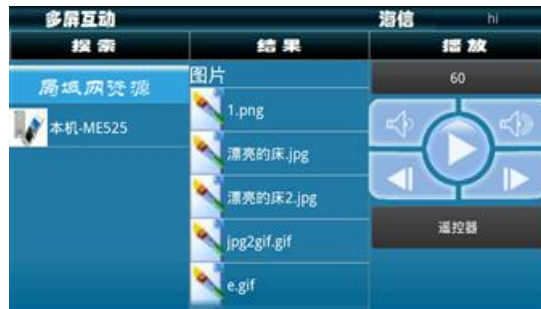 多屏互动
海信
hi
搜索
结果
播放
局域网资源
本机-ME525
图片
1.png
漂亮的床.jpg
漂亮的床2.jpg
jpg2gif.gif
e.gif
60
遥控器